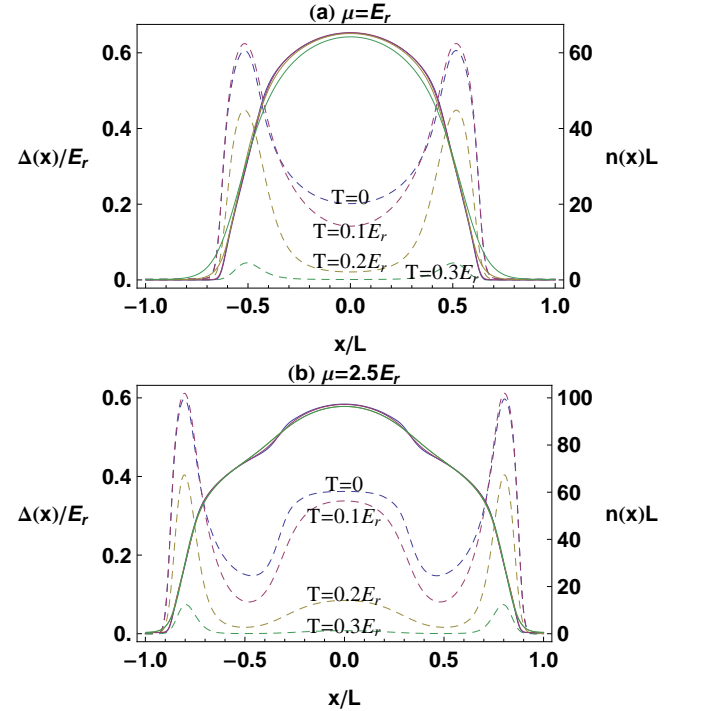 (a) μ=E_r
0.6
60
0.4
40
Δ(x)/E_r
n(x)L
0.2
T=0
20
T=0.1E_r
T=0.2E_r
T=0.3E_r
0.
0
−1.0 −0.5 0.0 0.5 1.0
x/L
(b) μ=2.5E_r
0.6
100
80
0.4
T=0
60
Δ(x)/E_r
T=0.1E_r
n(x)L
40
0.2
T=0.2E_r
20
T=0.3E_r
0.
0
−1.0 −0.5 0.0 0.5 1.0
x/L